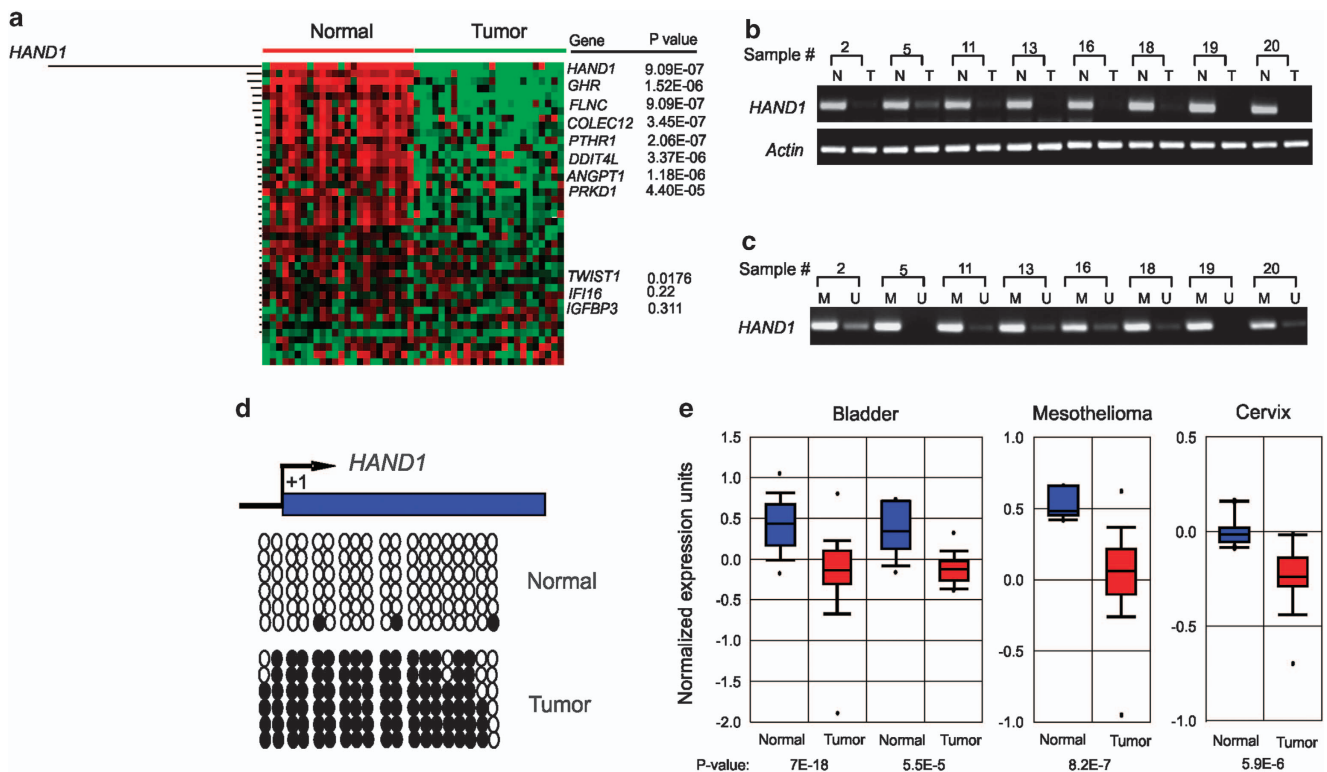 a
HAND1
Normal Tumor
Gene P value
HAND1 9.09E-07
GHR 1.52E-06
FLNC 9.09E-07
COLEC12 3.45E-07
PTHR1 2.06E-07
DDIT4L 3.37E-06
ANGPT1 1.18E-06
PRKD1 4.40E-05
TWIST1 0.0176
IFI16 0.22
IGFBP3 0.311
b
Sample # 2 5 11 13 16 18 19 20
N T N T N T N T N T N T N T N T
HAND1
Actin
c
Sample # 2 5 11 13 16 18 19 20
M U M U M U M U M U M U M U M U
HAND1
d
HAND1
+1
Normal
Tumor
e
Bladder Mesothelioma Cervix
Normalized expression units
1.5
1.0
0.5
0.0
-0.5
-1.0
-1.5
-2.0
1.0
0.5
0.0
-0.5
-1.0
0.5
0.0
-0.5
-1.0
Normal Tumor Normal Tumor Normal Tumor Normal Tumor
P-value: 7E-18 5.5E-5 8.2E-7 5.9E-6